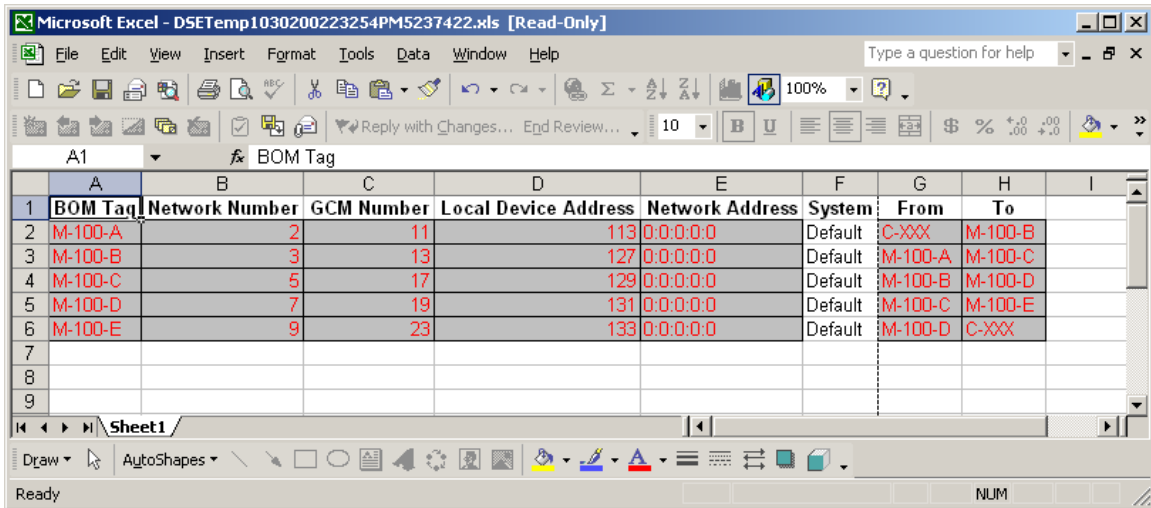 Microsoft Excel - DSETemp1030200223254PM5237422.xls [Read-Only]
File Edit View Insert Format Tools Data Window Help Type a question for help
ABC 100%
Reply with Changes... End Review... 10 B U $ % .00 .00
A1 fx BOM Tag
A B C D E F G H I
1 BOM Tag Network Number GCM Number Local Device Address Network Address System From To
2 M-100-A 2 11 113 0:0:0:0:0 Default C-XXX M-100-B
3 M-100-B 3 13 127 0:0:0:0:0 Default M-100-A M-100-C
4 M-100-C 5 17 129 0:0:0:0:0 Default M-100-B M-100-D
5 M-100-D 7 19 131 0:0:0:0:0 Default M-100-C M-100-E
6 M-100-E 9 23 133 0:0:0:0:0 Default M-100-D C-XXX
7
8
9
Sheet1
Draw AutoShapes A
Ready NUM